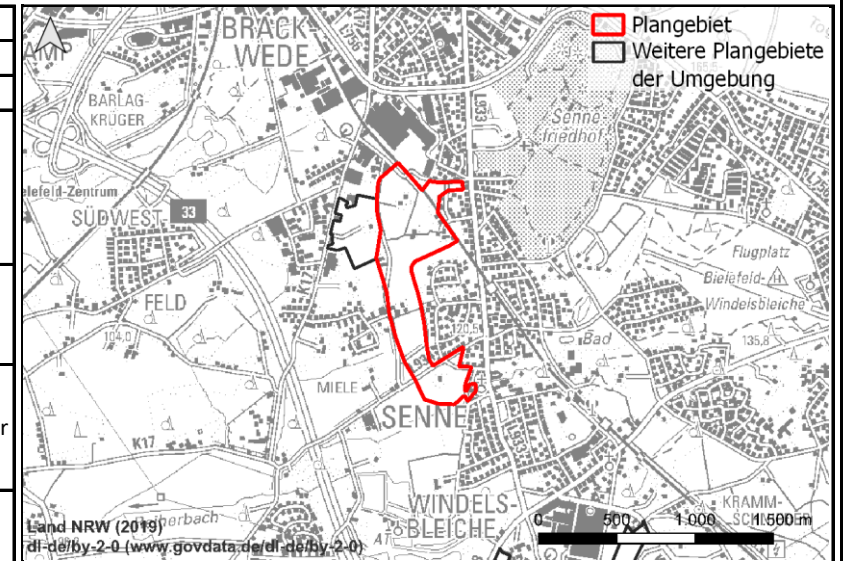 Plangebiet
Weitere Plangebiete
der Umgebung
BRACK-
WEDE
L933
BARLAG-
KRÜGER
Senne-
friedhof
elefeld-Zentrum
SÜDWEST-
33
FELD
K17
104,0
Flugplatz
Bielefeld-
H
Windelsbleiche
120,5
Bad
135,8
MIELE
SENNE
K17
L933
r
WINDELS-
BLEICHE
KRAMM-
Land NRW (2019)
dl-de/by-2-0 (www.govdata.de/dl-de/by-2-0)
0 500 1.000 1.500 m